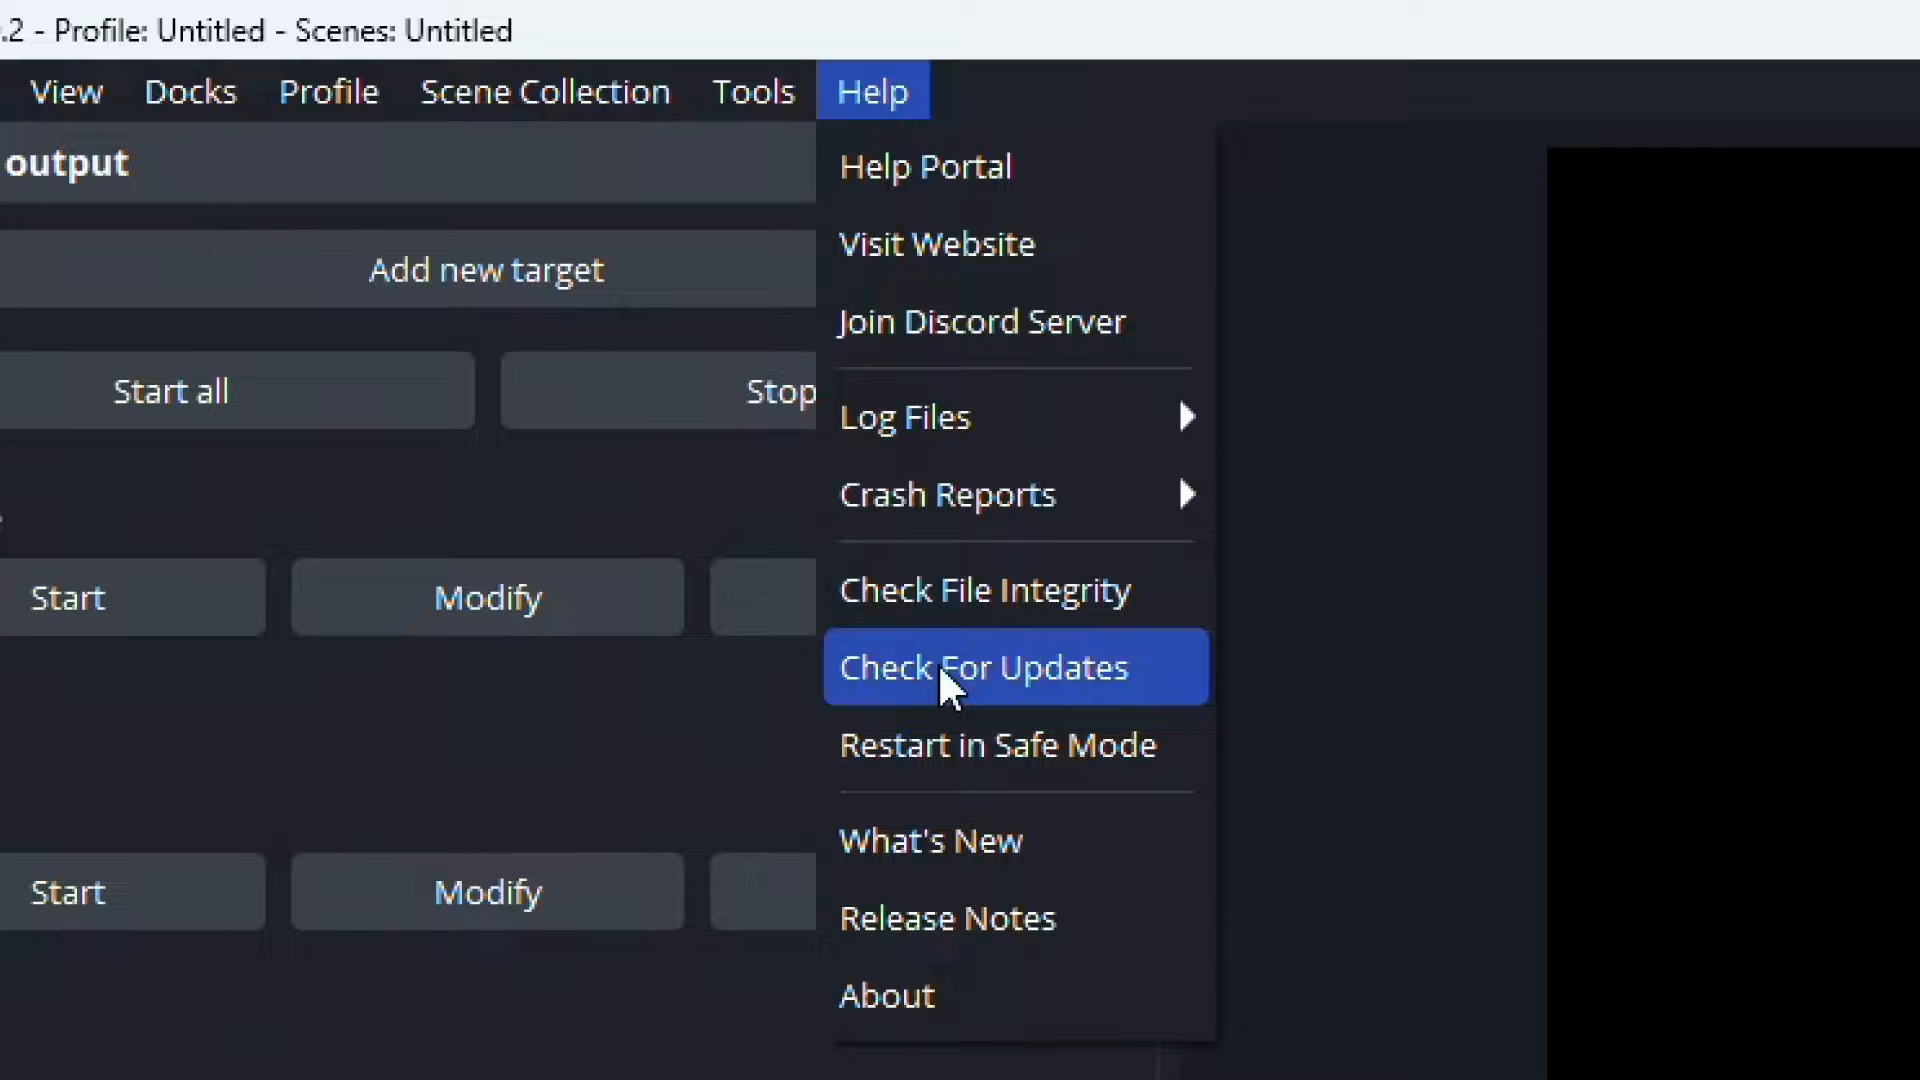 .2 - Profile: Untitled - Scenes: Untitled
View Docks Profile Scene Collection Tools Help
output
Add new target
Start all
Stop
Start Modify
Start Modify
Help Portal
Visit Website
Join Discord Server
Log Files
Crash Reports
Check File Integrity
Check For Updates
Restart in Safe Mode
What's New
Release Notes
About